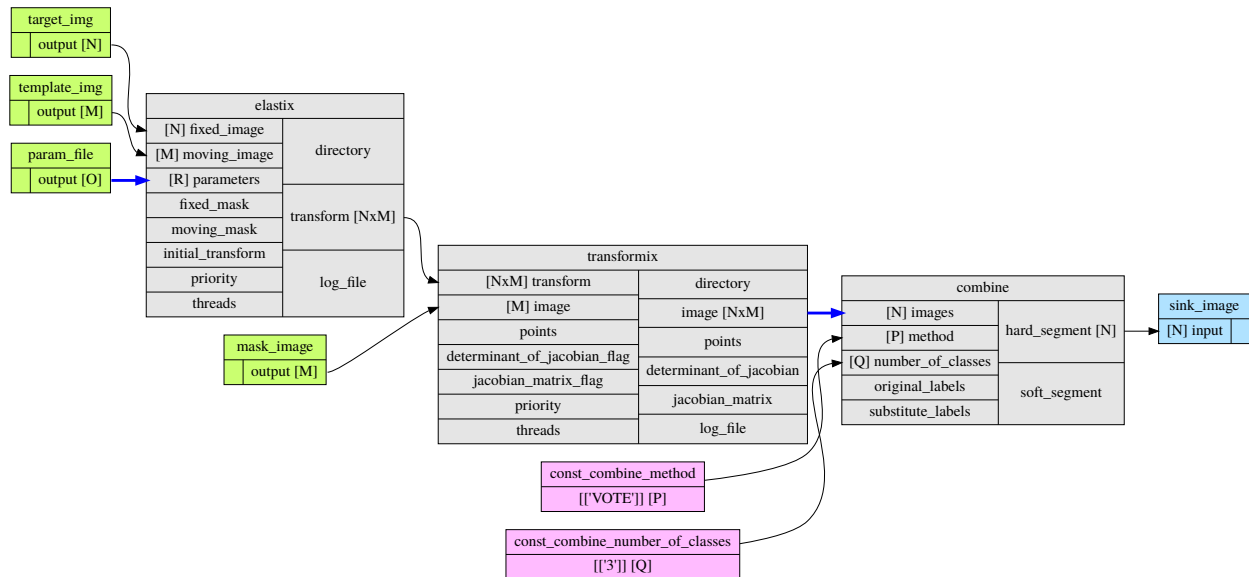 target_img
output [N]
template_img
output [M]
param_file
output [O]
elastix
[N] fixed_image
[M] moving_image
[R] parameters
fixed_mask
moving_mask
initial_transform
priority
threads
directory
transform [NxM]
log_file
mask_image
output [M]
transformix
[NxM] transform
[M] image
points
determinant_of_jacobian_flag
jacobian_matrix_flag
priority
threads
directory
image [NxM]
points
determinant_of_jacobian
jacobian_matrix
log_file
const_combine_method
[['VOTE']] [P]
const_combine_number_of_classes
[['3']] [Q]
combine
[N] images
[P] method
[Q] number_of_classes
original_labels
substitute_labels
hard_segment [N]
soft_segment
sink_image
[N] input